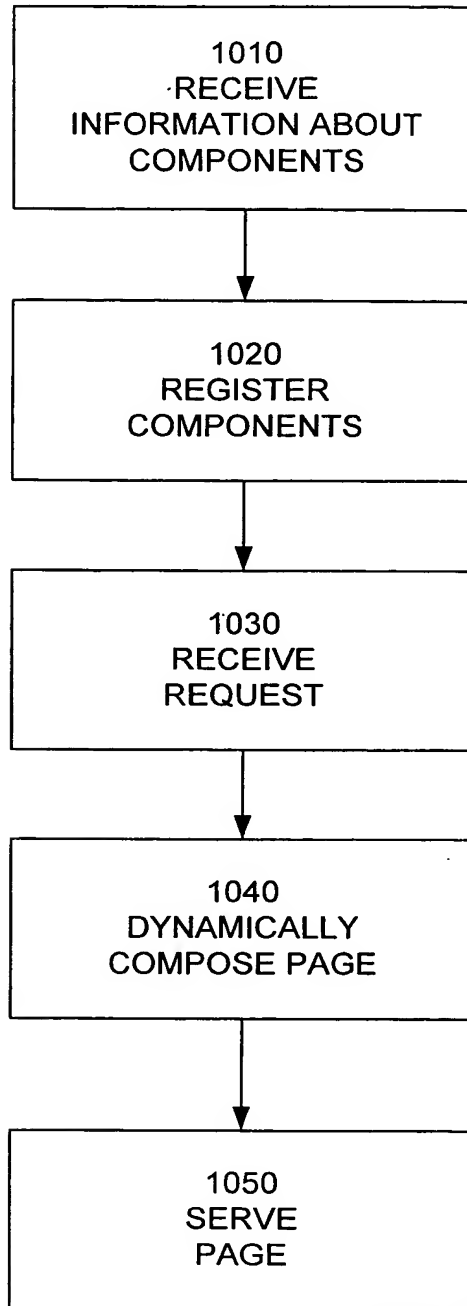 1010
RECEIVE
INFORMATION ABOUT
COMPONENTS
1020
REGISTER
COMPONENTS
1030
RECEIVE
REQUEST
1040
DYNAMICALLY
COMPOSE PAGE
1050
SERVE
PAGE